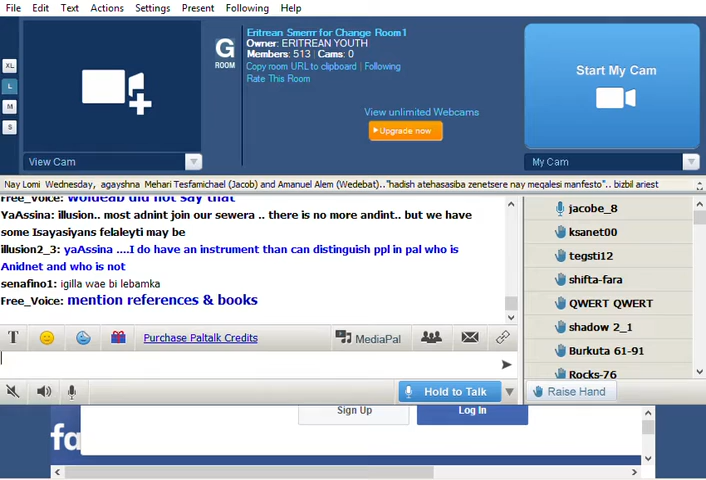 File Edit Text Actions Settings Present Following Help
Eritrean Smerrr for Change Room1
Owner: ERITREAN YOUTH
Members: 513 | Cams: 0
Copy room URL to clipboard | Following
Rate This Room
G
ROOM
XL
L
M
S
Start My Cam
View unlimited Webcams
Upgrade now
View Cam
My Cam
Nay Lomi Wednesday, agayshna Mehari Tesfamichael (Jacob) and Amanuel Alem (Wedebat).."hadish atehasasiba zenetsere nay meqalesi manfesto".. bizbil ariest
Free_Voice: woldeab did not say that
YaAssina: illusion.. most adnint join our sewera .. there is no more andint.. but we have
some Isayasiyans felaleyti may be
illusion2_3: yaAssina ....I do have an instrument than can distinguish ppl in pal who is
Anidnet and who is not
senafino1: igilla wae bi lebamka
Free_Voice: mention references & books
jacobe_8
ksanet00
tegsti12
shifta-fara
QWERT QWERT
shadow 2_1
Burkuta 61-91
Rocks-76
T Purchase Paltalk Credits MediaPal
Hold to Talk
Raise Hand
Sign Up Log In
fa